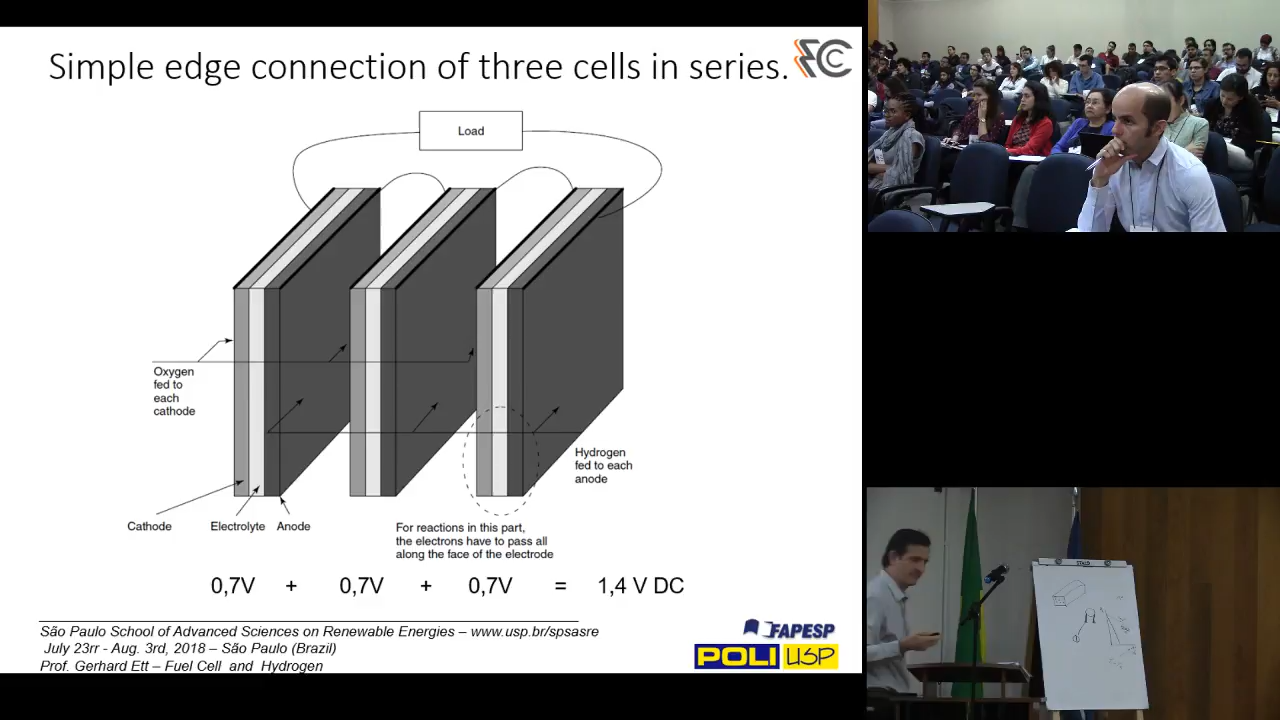 Simple edge connection of three cells in series.
FC
Load
Oxygen
fed to
each
cathode
Hydrogen
fed to each
anode
Cathode
Electrolyte
Anode
For reactions in this part,
the electrons have to pass all
along the face of the electrode
0,7V + 0,7V + 0,7V = 1,4 V DC
São Paulo School of Advanced Sciences on Renewable Energies – www.usp.br/spsasre
July 23rr - Aug. 3rd, 2018 – São Paulo (Brazil)
Prof. Gerhard Ett – Fuel Cell and Hydrogen
FAPESP
POLI USP